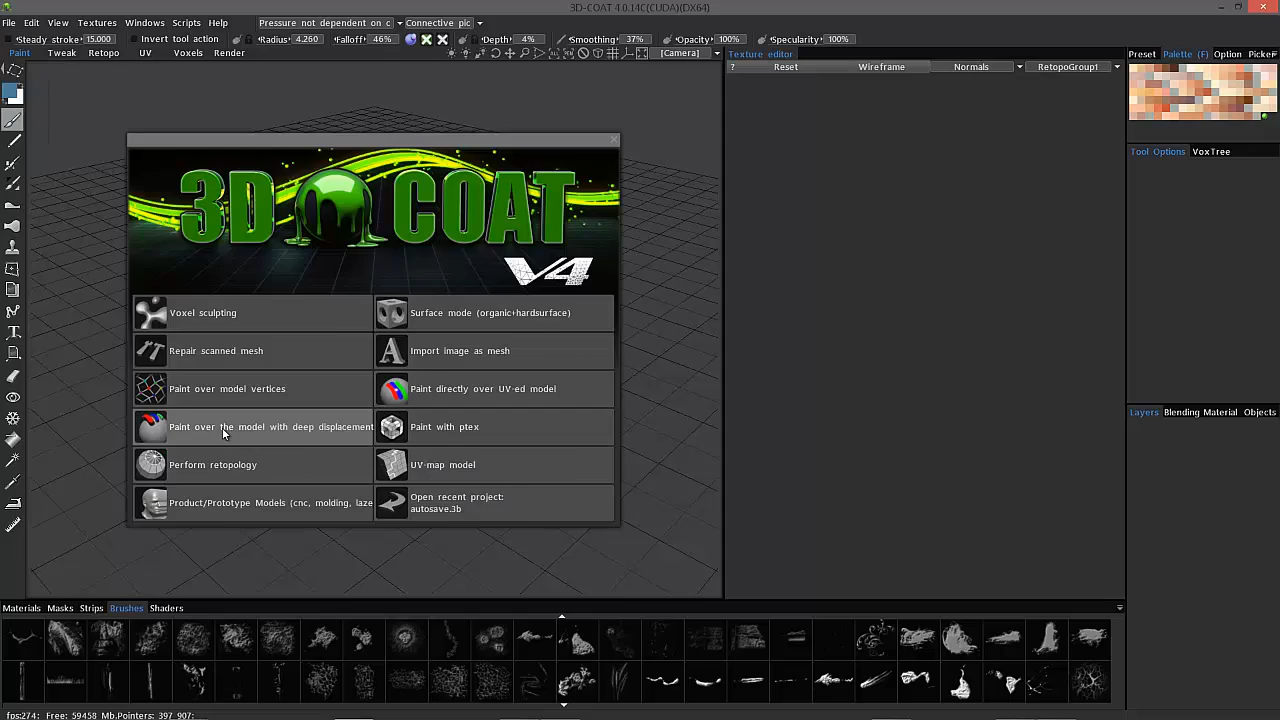 3D-COAT 4.0.14C(CUDA)(DX64)
File Edit View Textures Windows Scripts Help Pressure not dependent on c Connective pic
Steady stroke 15.000 Invert tool action Radius: 4.260 Falloff: 46% Depth: 4% Smoothing: 37% Opacity: 100% Specularity: 100%
Paint Tweak Retopo UV Voxels Render [Camera] Texture editor Preset Palette (F) Option Picker
? Reset Wireframe Normals RetopoGroup1
3D COAT
V4
Tool Options VoxTree
Voxel sculpting
Surface mode (organic+hardsurface)
Repair scanned mesh
Import image as mesh
Paint over model vertices
Paint directly over UV-ed model
Paint over the model with deep displacement
Paint with ptex
Perform retopology
UV-map model
Product/Prototype Models (cnc, molding, laze
Open recent project:
autosave.3b
Layers Blending Material Objects
Materials Masks Strips Brushes Shaders
fps:274; Free: 59458 Mb.Pointers: 397 907;